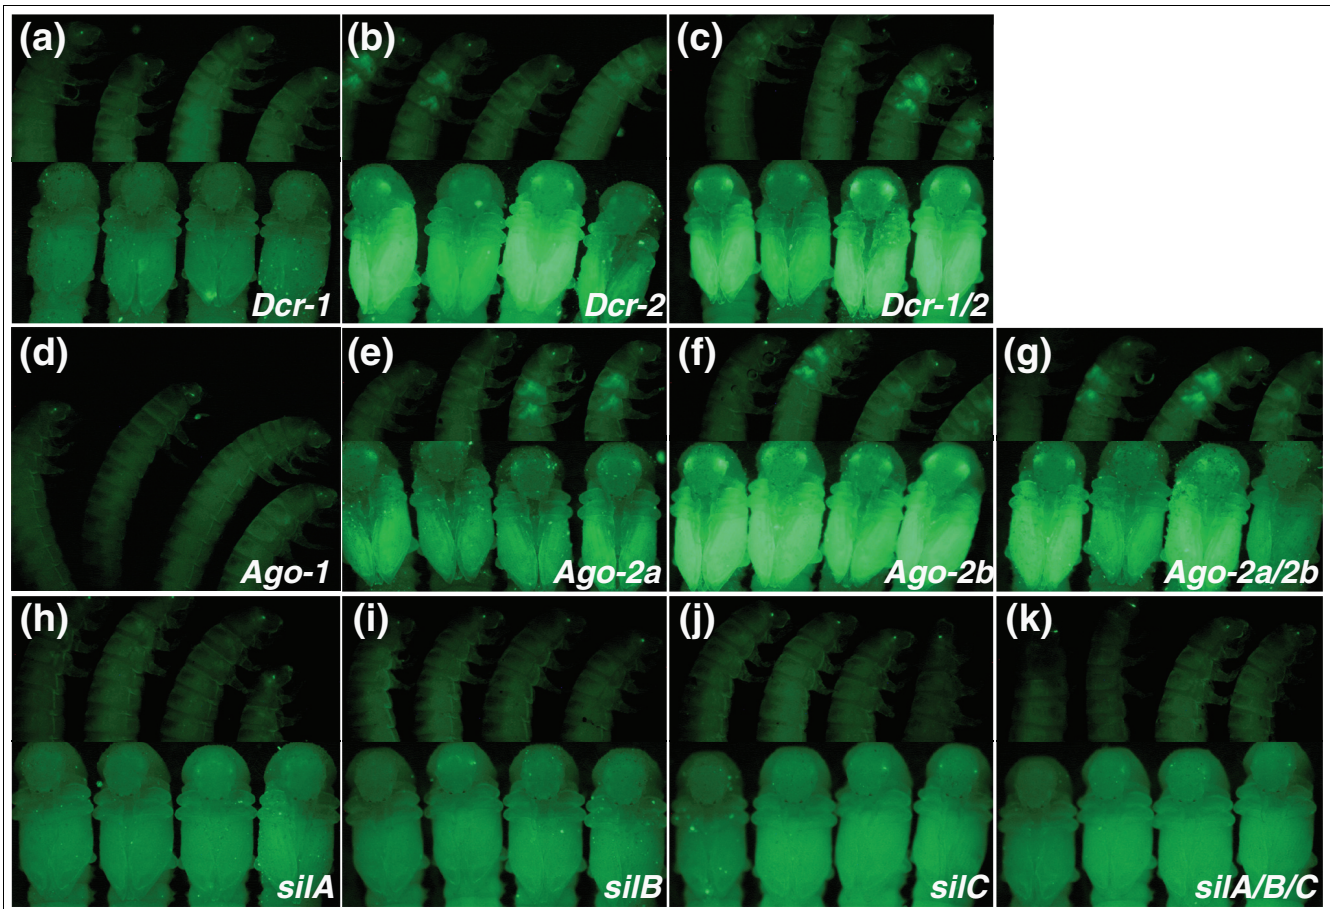 (a)
Dcr-1
(b)
Dcr-2
(c)
Dcr-1/2
(d)
Ago-1
(e)
Ago-2a
(f)
Ago-2b
(g)
Ago-2a/2b
(h)
silA
(i)
silB
(j)
silC
(k)
silA/B/C